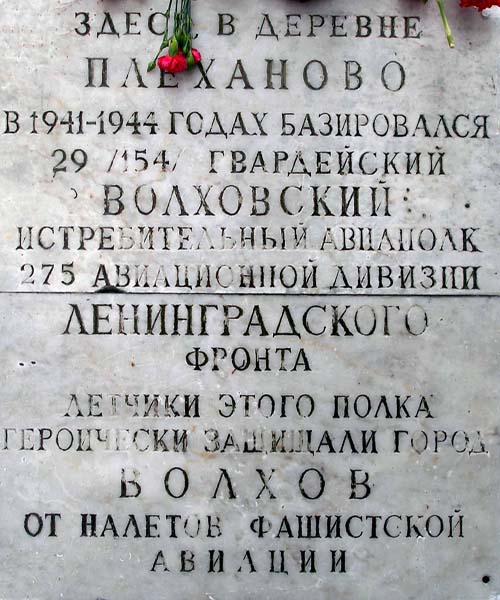 ЗДЕСЬ В ДЕРЕВНЕ
ПЛЕХАНОВО
В 1941-1944 ГОДАХ БАЗИРОВАЛСЯ
29 /154/ ГВАРДЕЙСКИЙ
ВОЛХОВСКИЙ
ИСТРЕБИТЕЛЬНЫЙ АВИАПОЛК
275 АВИАЦИОННОЙ ДИВИЗИИ
ЛЕНИНГРАДСКОГО
ФРОНТА
ЛЕТЧИКИ ЭТОГО ПОЛКА
ГЕРОИЧЕСКИ ЗАЩИЩАЛИ ГОРОД
ВОЛХОВ
ОТ НАЛЕТОВ ФАШИСТСКОЙ
АВИАЦИИ